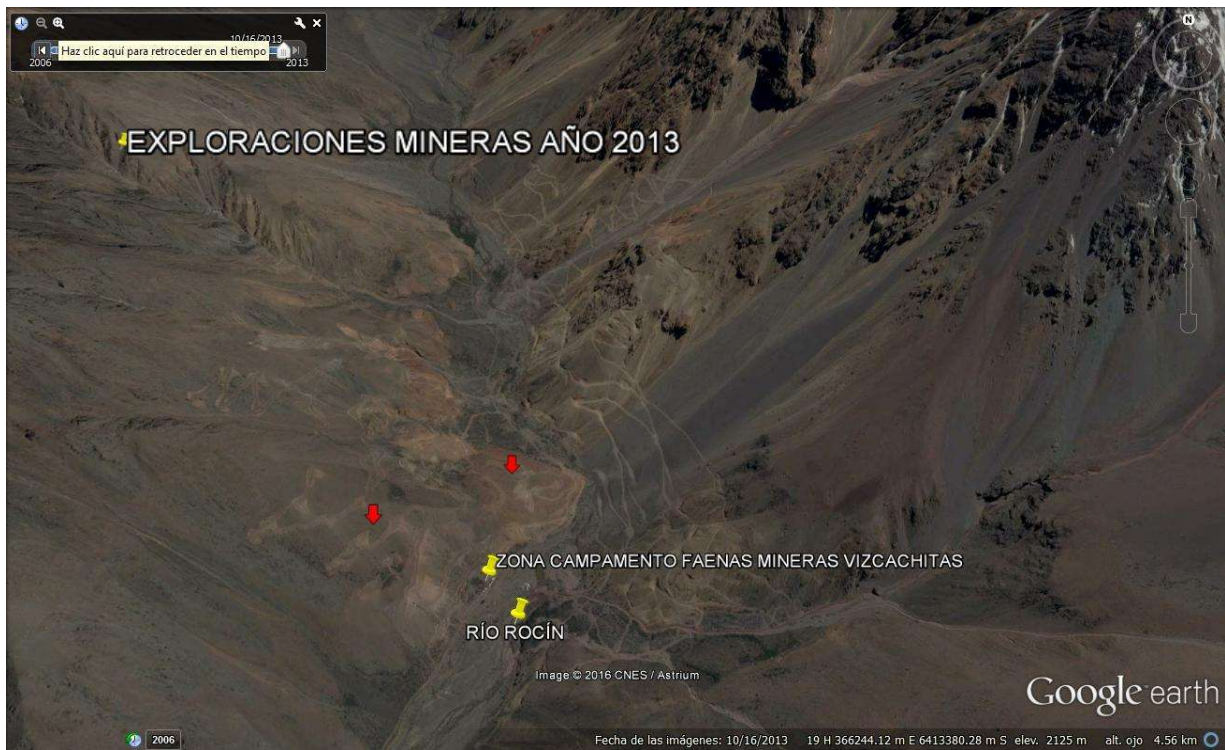 10/16/2013
Haz clic aquí para retroceder en el tiempo
2006
2013
N
EXPLORACIONES MINERAS AÑO 2013
ZONA CAMPAMENTO FAENAS MINERAS VIZCACHITAS
RÍO ROCÍN
Image © 2016 CNES / Astrium
Google earth
2006
Fecha de las imágenes: 10/16/2013 19 H 366244.12 m E 6413380.28 m S elev. 2125 m alt. ojo 4.56 km